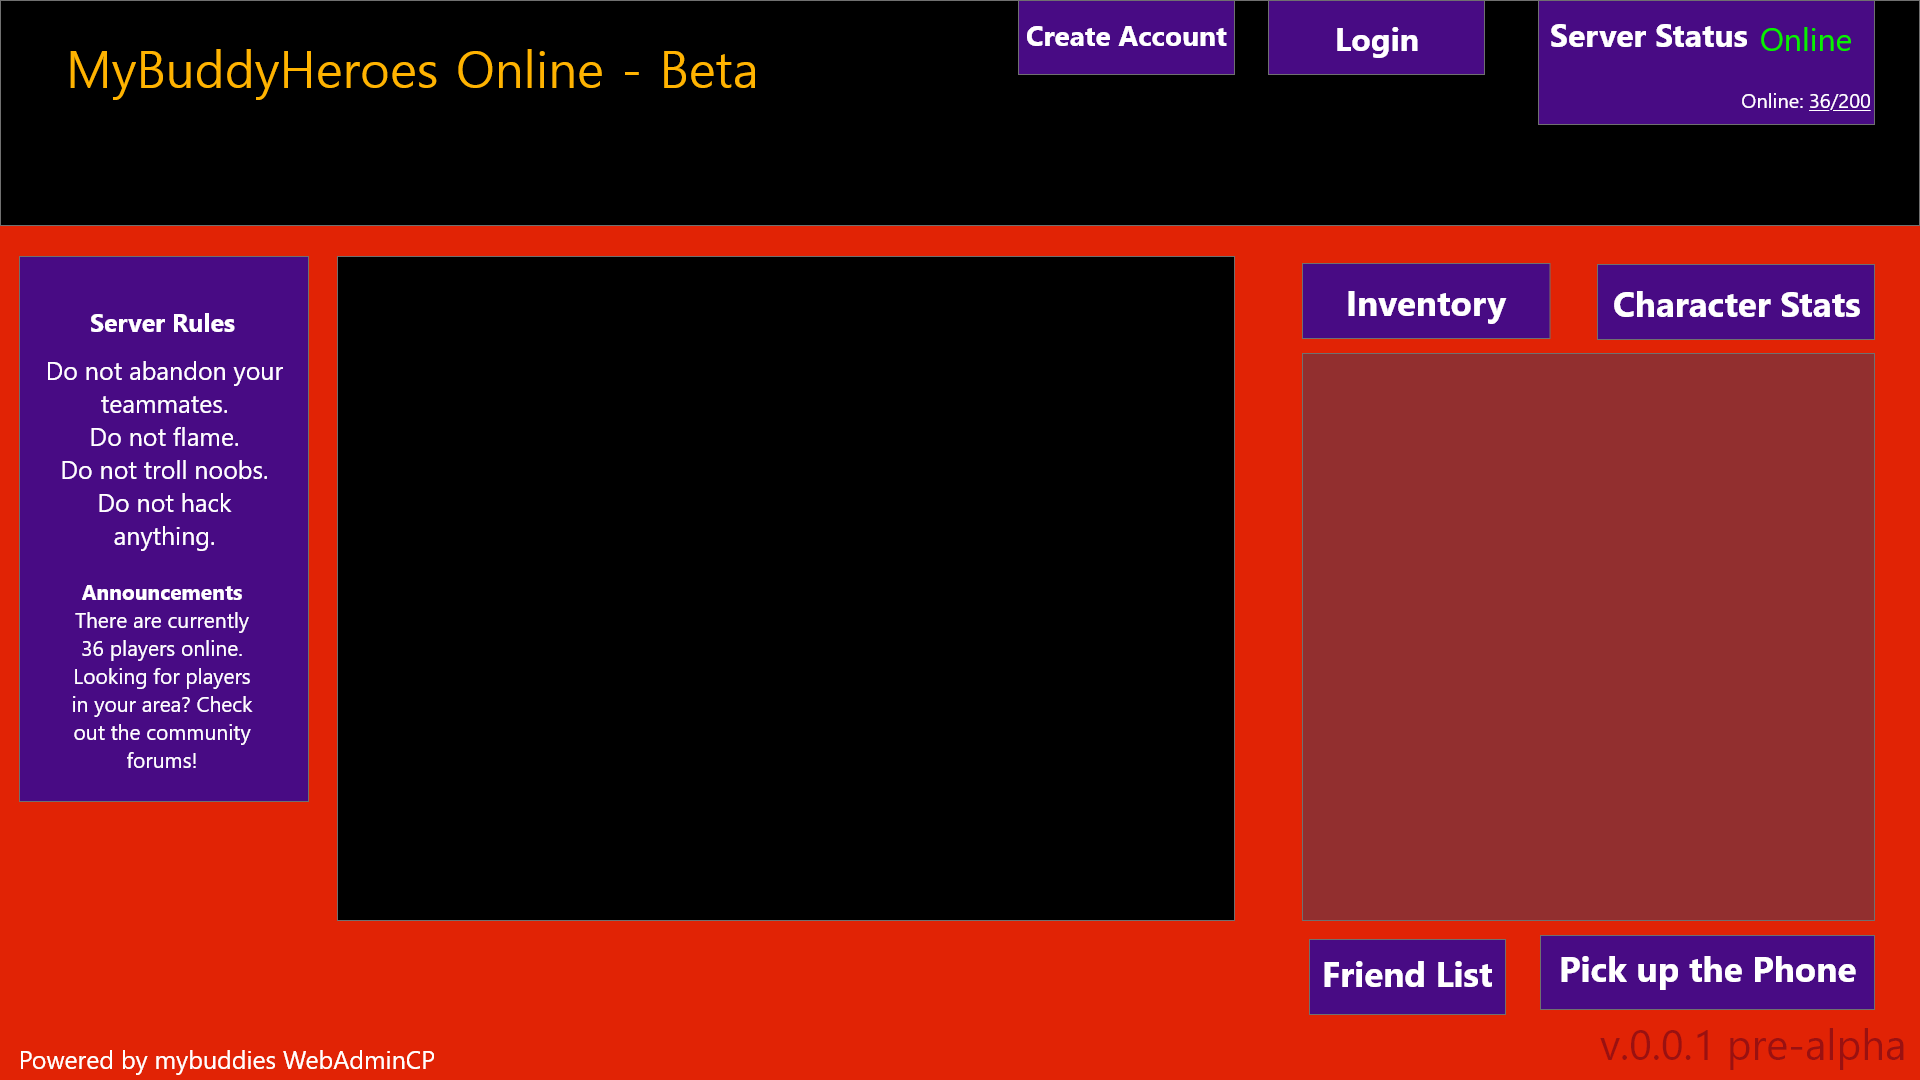 MyBuddyHeroes Online - Beta
Create Account
Login
Server Status Online
Online: 36/200
Server Rules
Do not abandon your
teammates.
Do not flame.
Do not troll noobs.
Do not hack
anything.
Announcements
There are currently
36 players online.
Looking for players
in your area? Check
out the community
forums!
Inventory
Character Stats
Friend List
Pick up the Phone
Powered by mybuddies WebAdminCP
v.0.0.1 pre-alpha